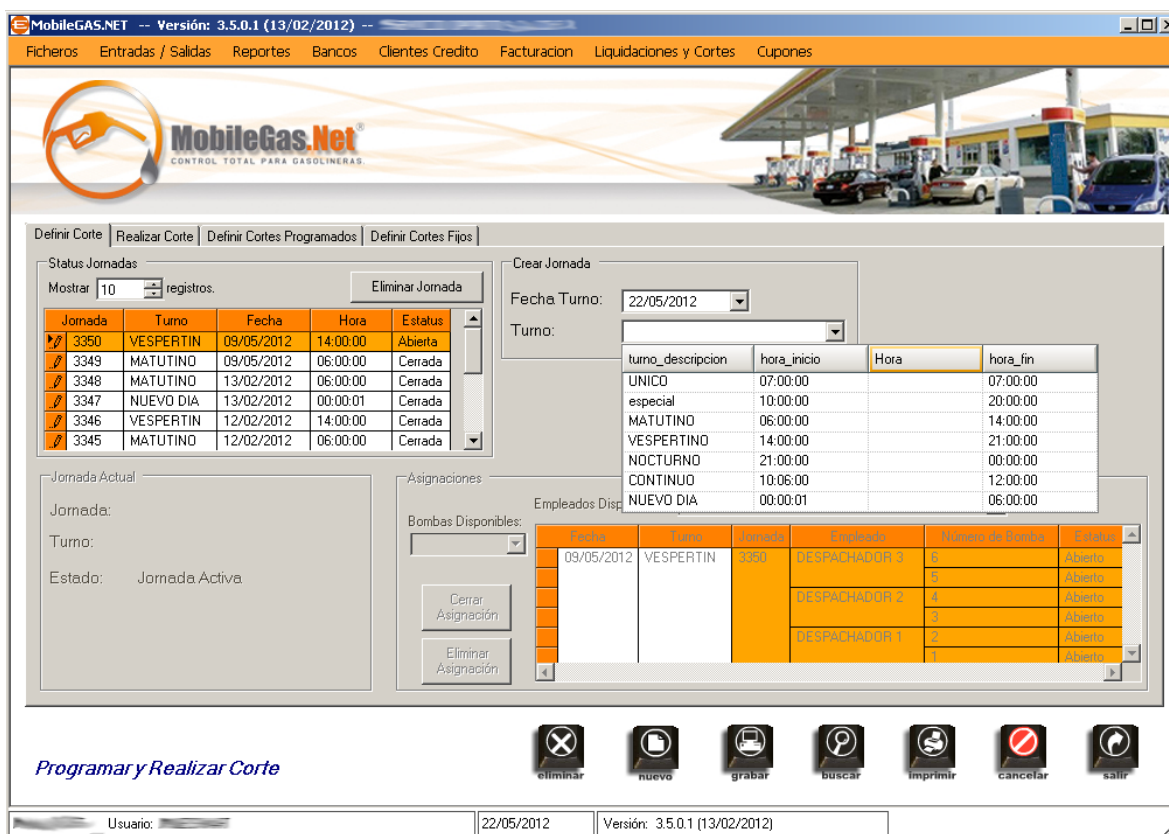 MobileGAS.NET -- Versión: 3.5.0.1 (13/02/2012) --
Ficheros Entradas / Salidas Reportes Bancos Clientes Credito Facturacion Liquidaciones y Cortes Cupones
MobileGas.Net®
CONTROL TOTAL PARA GASOLINERAS.
Definir Corte Realizar Corte Definir Cortes Programados Definir Cortes Fijos
Status Jornadas
Mostrar 10 registros.
Eliminar Jornada
Jornada Turno Fecha Hora Estatus
3350 VESPERTIN 09/05/2012 14:00:00 Abierta
3349 MATUTINO 09/05/2012 06:00:00 Cerrada
3348 MATUTINO 13/02/2012 06:00:00 Cerrada
3347 NUEVO DIA 13/02/2012 00:00:01 Cerrada
3346 VESPERTIN 12/02/2012 14:00:00 Cerrada
3345 MATUTINO 12/02/2012 06:00:00 Cerrada
Crear Jornada
Fecha Turno: 22/05/2012
Turno:
turno_descripcion hora_inicio Hora hora_fin
UNICO 07:00:00 07:00:00
especial 10:00:00 20:00:00
MATUTINO 06:00:00 14:00:00
VESPERTINO 14:00:00 21:00:00
NOCTURNO 21:00:00 00:00:00
CONTINUO 10:06:00 12:00:00
NUEVO DIA 00:00:01 06:00:00
Jornada Actual
Jornada:
Turno:
Estado: Jornada Activa
Asignaciones
Empleados Disp
Bombas Disponibles:
Cerrar
Asignación
Eliminar
Asignación
Fecha Turno Jornada Empleado Número de Bomba Estatus
09/05/2012 VESPERTIN 3350 DESPACHADOR 3 6 Abierto
5 Abierto
DESPACHADOR 2 4 Abierto
3 Abierto
DESPACHADOR 1 2 Abierto
1 Abierto
Programar y Realizar Corte
eliminar nuevo grabar buscar imprimir cancelar salir
Usuario:
22/05/2012
Versión: 3.5.0.1 (13/02/2012)